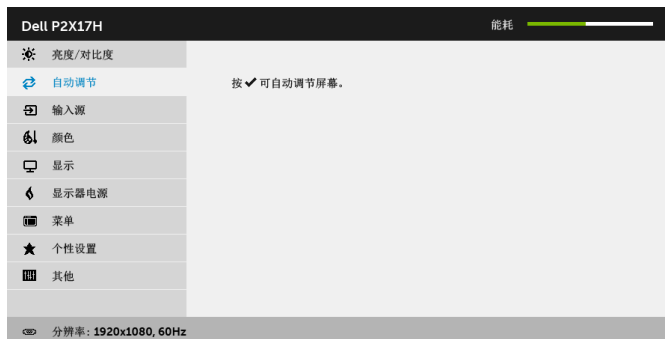 Dell P2X17H 能耗
亮度/对比度
自动调节 按✔可自动调节屏幕。
输入源
颜色
显示
显示器电源
菜单
个性设置
其他
分辨率: 1920x1080, 60Hz